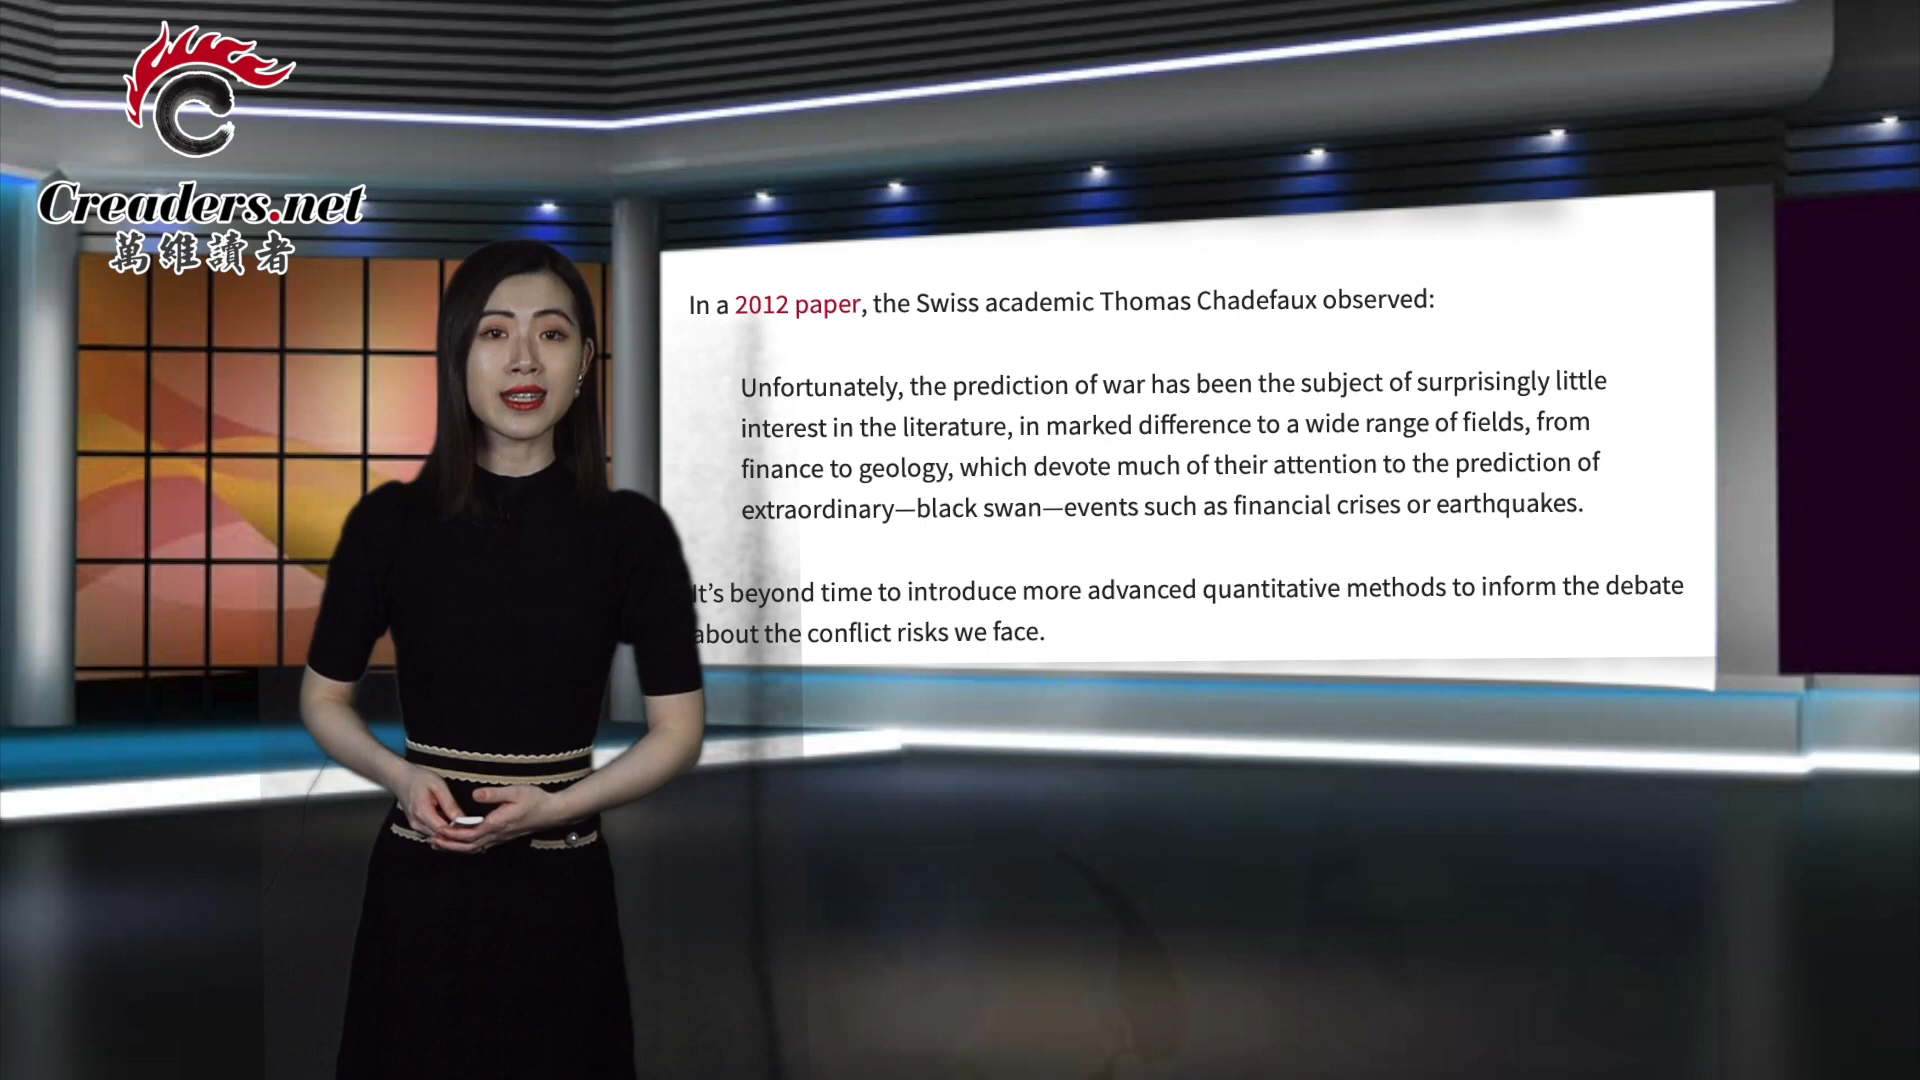 Creaders.net
萬維讀者
In a 2012 paper, the Swiss academic Thomas Chadefaux observed:
Unfortunately, the prediction of war has been the subject of surprisingly little
interest in the literature, in marked difference to a wide range of fields, from
finance to geology, which devote much of their attention to the prediction of
extraordinary—black swan—events such as financial crises or earthquakes.
It’s beyond time to introduce more advanced quantitative methods to inform the debate
about the conflict risks we face.